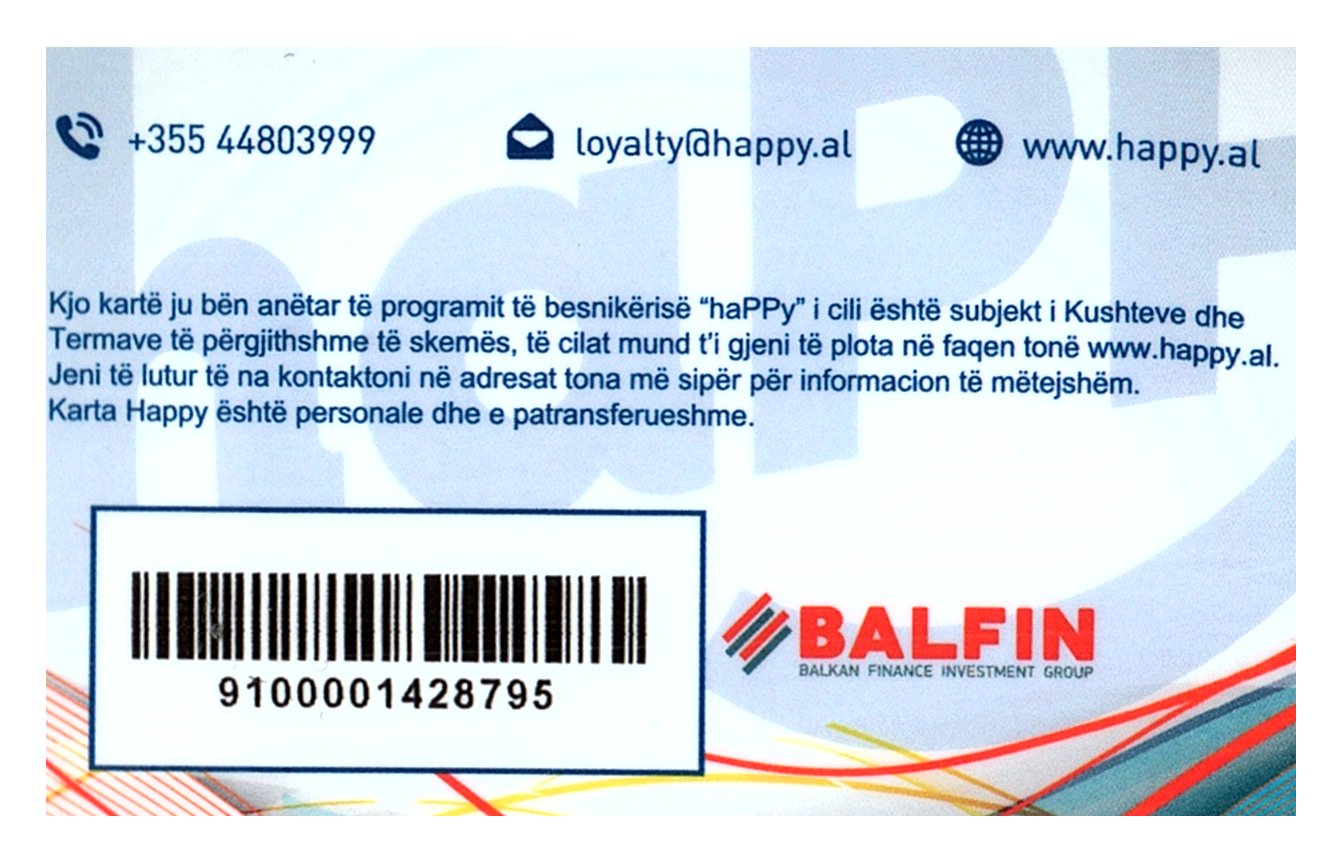 +355 44803999 loyalty@happy.al www.happy.al
Kjo kartë ju bën anëtar të programit të besnikërisë “haPPy” i cili është subjekt i Kushteve dhe
Termave të përgjithshme të skemës, të cilat mund t'i gjeni të plota në faqen tonë www.happy.al.
Jeni të lutur të na kontaktoni në adresat tona më sipër për informacion të mëtejshëm.
Karta Happy është personale dhe e patransferueshme.
9100001428795
BALFIN
BALKAN FINANCE INVESTMENT GROUP